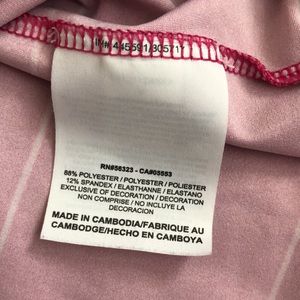 RN#56323 - CA#05553
88% POLYESTER / POLYESTER / POLIESTER
12% SPANDEX / ELASTHANNE / ELASTANO
EXCLUSIVE OF DECORATION / DECORATION
NON COMPRISE / NO INCLUYE LA
DECORACION
MADE IN CAMBODIA/FABRIQUE AU
CAMBODGE/HECHO EN CAMBOYA